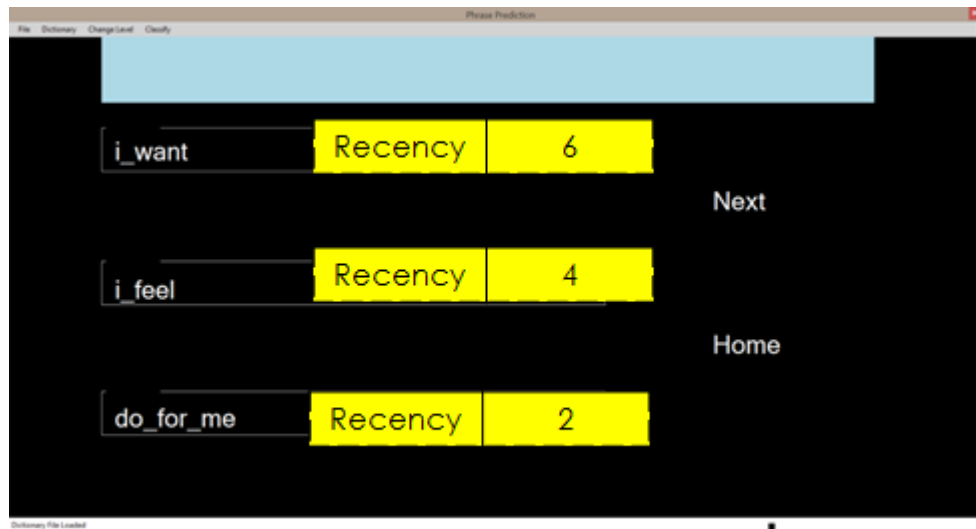 Phrase Prediction
File Dictionary Change Level Classify
i_want Recency 6
Next
i_feel Recency 4
Home
do_for_me Recency 2
Dictionary File Loaded